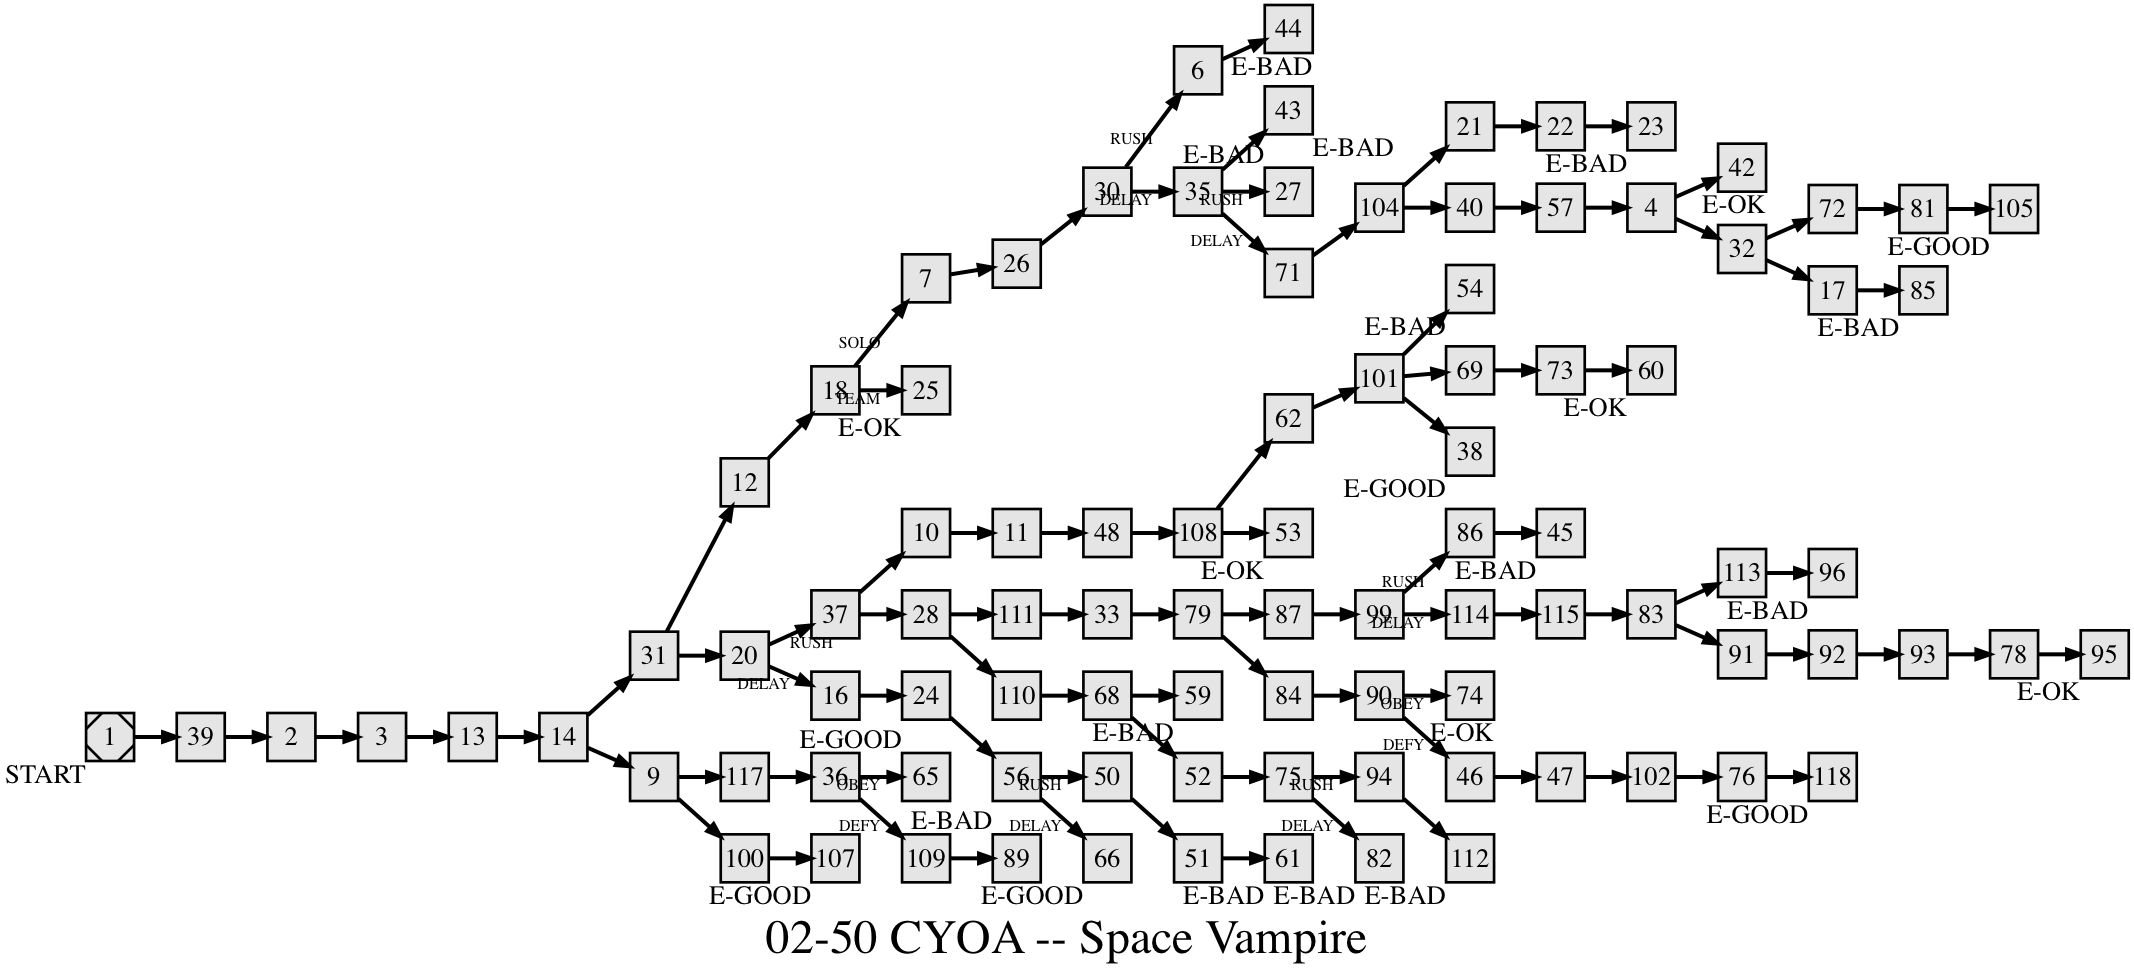 44
6
E-BAD
43
RUSH
E-BAD
E-BAD
21
22
23
E-BAD
42
30
DELAY
35
RUSH
27
104
40
57
4
E-OK
72
81
105
DELAY
E-GOOD
32
7
26
71
54
17
85
E-BAD
E-BAD
SOLO
18
TEAM
25
E-OK
101
69
73
60
E-OK
62
38
12
E-GOOD
10
11
48
108
53
86
45
E-OK
E-BAD
RUSH
113
96
E-BAD
37
28
111
33
79
87
99
DELAY
114
115
83
RUSH
31
20
91
92
93
78
95
DELAY
E-OK
16
24
110
68
59
84
90
OBEY
74
E-GOOD
E-BAD
E-OK
1
39
2
3
13
14
START
DEFY
9
117
36
OBEY
65
56
RUSH
50
52
75
RUSH
94
46
47
102
76
118
E-GOOD
DEFY
E-BAD
DELAY
DELAY
100
107
109
89
66
51
61
82
112
E-GOOD
E-GOOD
E-BAD
E-BAD
E-BAD
02-50 CYOA -- Space Vampire